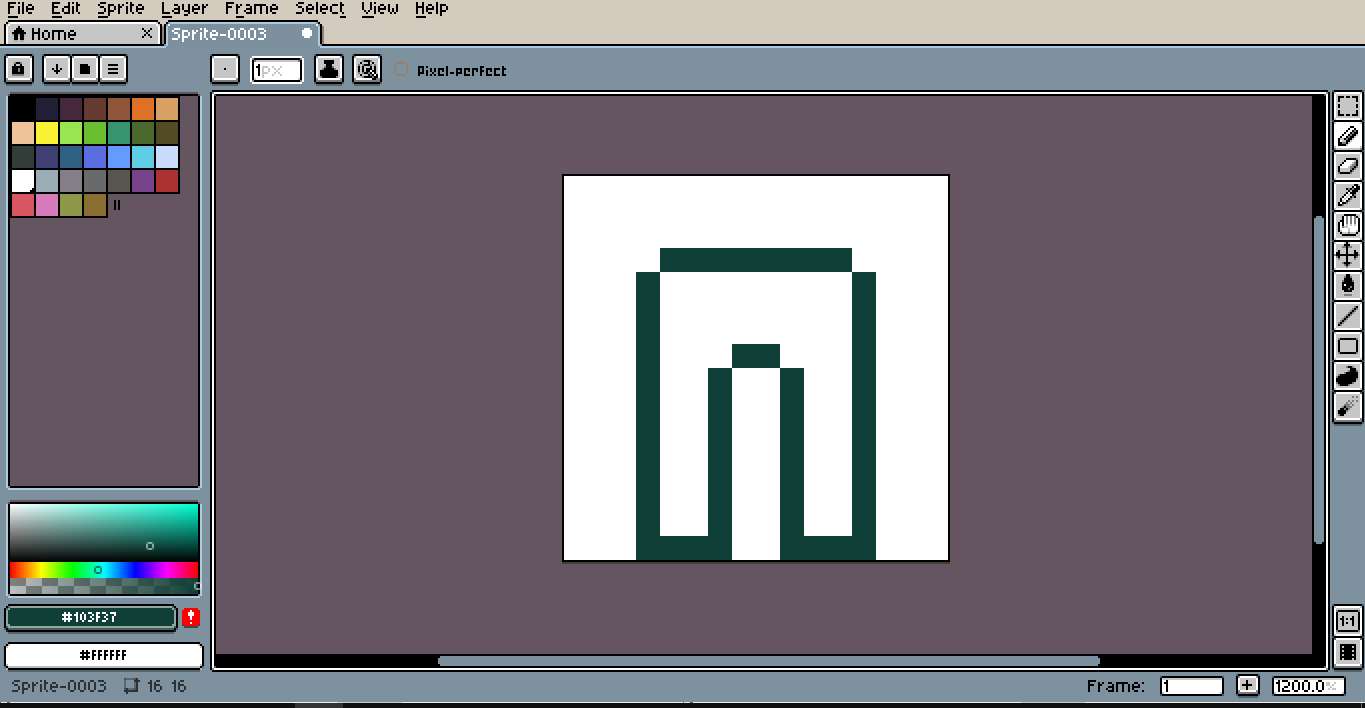 File Edit Sprite Layer Frame Select View Help
Home Sprite-0003
1px Pixel-perfect
#103F37
#FFFFFF
1:1
Sprite-0003 16 16 Frame: 1 1200.0%